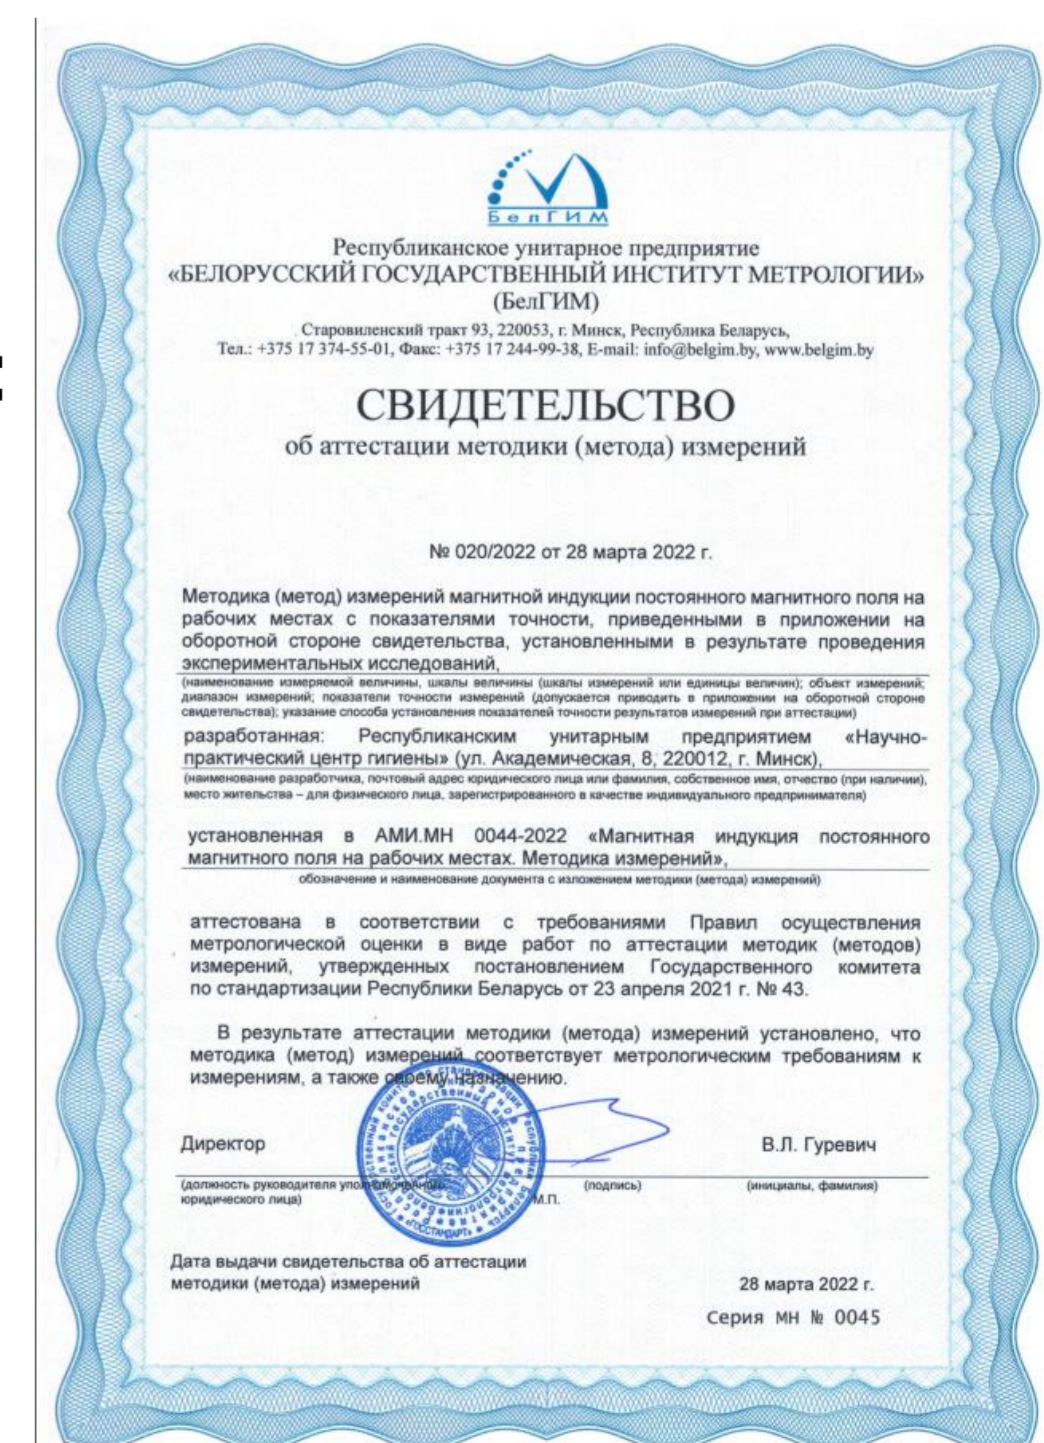 БелГИМ
Республиканское унитарное предприятие
«БЕЛОРУССКИЙ ГОСУДАРСТВЕННЫЙ ИНСТИТУТ МЕТРОЛОГИИ»
(БелГИМ)
Старовиленский тракт 93, 220053, г. Минск, Республика Беларусь,
Тел.: +375 17 374-55-01, Факс: +375 17 244-99-38, E-mail: info@belgim.by, www.belgim.by
СВИДЕТЕЛЬСТВО
об аттестации методики (метода) измерений
№ 020/2022 от 28 марта 2022 г.
Методика (метод) измерений магнитной индукции постоянного магнитного поля на
рабочих местах с показателями точности, приведенными в приложении на
оборотной стороне свидетельства, установленными в результате проведения
экспериментальных исследований,
(наименование измеряемой величины, шкалы величины (шкалы измерений или единицы величин); объект измерений;
диапазон измерений; показатели точности измерений (допускается приводить в приложении на оборотной стороне
свидетельства); указание способа установления показателей точности результатов измерений при аттестации)
разработанная: Республиканским унитарным предприятием «Научно-
практический центр гигиены» (ул. Академическая, 8, 220012, г. Минск),
(наименование разработчика, почтовый адрес юридического лица или фамилия, собственное имя, отчество (при наличии),
место жительства – для физического лица, зарегистрированного в качестве индивидуального предпринимателя)
установленная в АМИ.МН 0044-2022 «Магнитная индукция постоянного
магнитного поля на рабочих местах. Методика измерений»,
обозначение и наименование документа с изложением методики (метода) измерений)
аттестована в соответствии с требованиями Правил осуществления
метрологической оценки в виде работ по аттестации методик (методов)
измерений, утвержденных постановлением Государственного комитета
по стандартизации Республики Беларусь от 23 апреля 2021 г. № 43.
В результате аттестации методики (метода) измерений установлено, что
методика (метод) измерений соответствует метрологическим требованиям к
измерениям, а также своему назначению.
Директор В.Л. Гуревич
(должность руководителя уполномоченного (подпись) (инициалы, фамилия)
юридического лица) М.П.
«ГОССТАНДАРТ»
Дата выдачи свидетельства об аттестации
методики (метода) измерений 28 марта 2022 г.
Серия МН № 0045